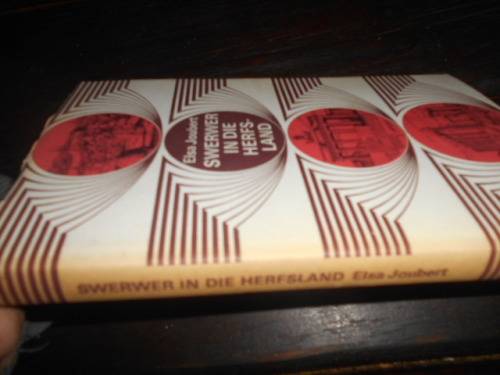 Elsa Joubert
SWERWER
IN DIE
HERFS-
LAND
SWERWER IN DIE HERFSLAND Elsa Joubert